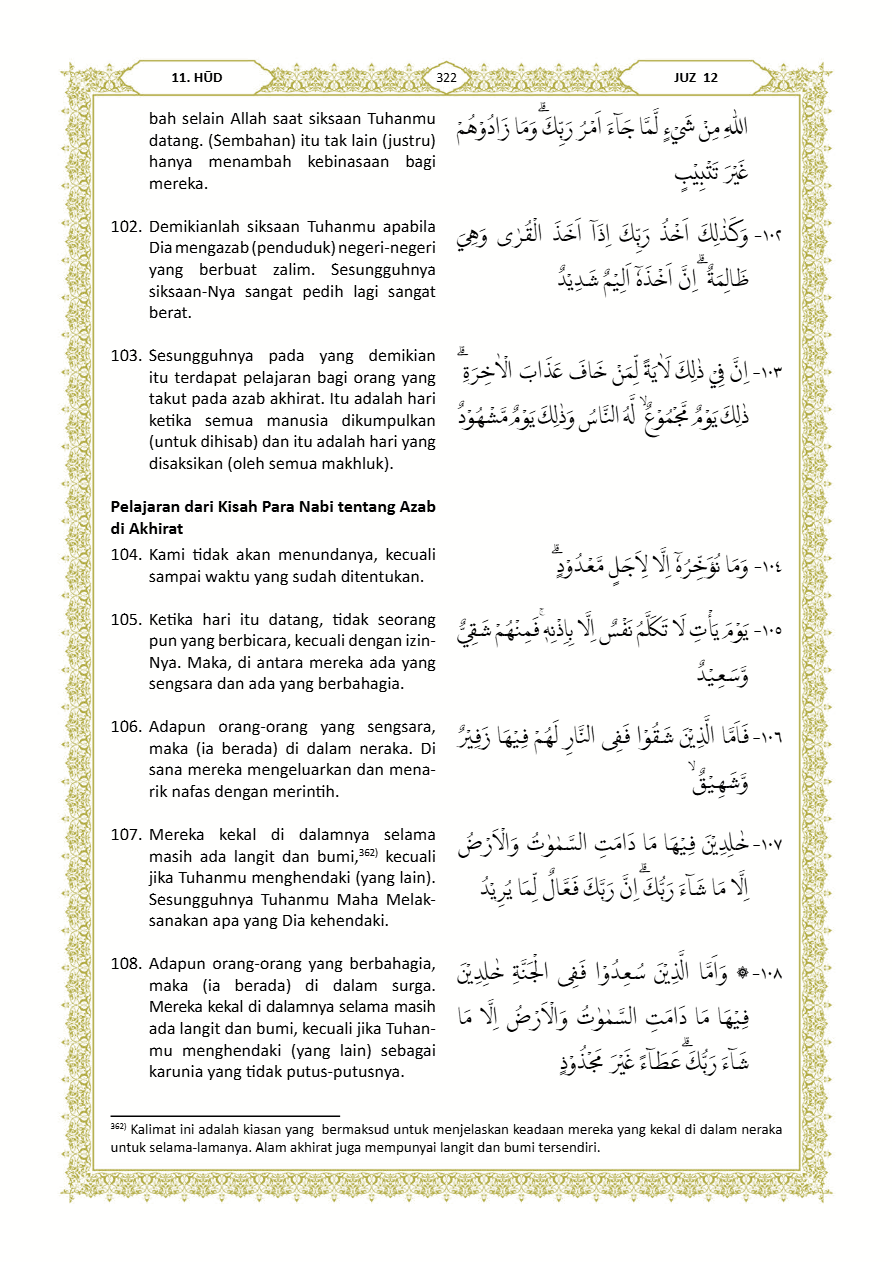 11. HŪD
322
JUZ 12
bah selain Allah saat siksaan Tuhanmu
datang. (Sembahan) itu tak lain (justru)
hanya menambah kebinasaan bagi
mereka.
اللّٰهِ مِنْ شَيْءٍ لَّمَّا جَاۤءَ اَمْرُ رَبِّكَۗ وَمَا زَادُوْهُمْ
غَيْرَ تَتْبِيْبٍ
102. Demikianlah siksaan Tuhanmu apabila
Dia mengazab (penduduk) negeri-negeri
yang berbuat zalim. Sesungguhnya
siksaan-Nya sangat pedih lagi sangat
berat.
١٠٢- وَكَذٰلِكَ اَخْذُ رَبِّكَ اِذَآ اَخَذَ الْقُرٰى وَهِيَ
ظَالِمَةٌ ۗاِنَّ اَخْذَهٗٓ اَلِيْمٌ شَدِيْدٌ
103. Sesungguhnya pada yang demikian
itu terdapat pelajaran bagi orang yang
takut pada azab akhirat. Itu adalah hari
ketika semua manusia dikumpulkan
(untuk dihisab) dan itu adalah hari yang
disaksikan (oleh semua makhluk).
١٠٣- اِنَّ فِيْ ذٰلِكَ لَاٰيَةً لِّمَنْ خَافَ عَذَابَ الْاٰخِرَةِ ۗ
ذٰلِكَ يَوْمٌ مَّجْمُوْعٌۙ لَّهُ النَّاسُ وَذٰلِكَ يَوْمٌ مَّشْهُوْدٌ
Pelajaran dari Kisah Para Nabi tentang Azab
di Akhirat
104. Kami tidak akan menundanya, kecuali
sampai waktu yang sudah ditentukan.
١٠٤- وَمَا نُؤَخِّرُهٗٓ اِلَّا لِاَجَلٍ مَّعْدُوْدٍۗ
105. Ketika hari itu datang, tidak seorang
pun yang berbicara, kecuali dengan izin-
Nya. Maka, di antara mereka ada yang
sengsara dan ada yang berbahagia.
١٠٥- يَوْمَ يَأْتِ لَا تَكَلَّمُ نَفْسٌ اِلَّا بِاِذْنِهٖۚ فَمِنْهُمْ شَقِيٌّ
وَّسَعِيْدٌ
106. Adapun orang-orang yang sengsara,
maka (ia berada) di dalam neraka. Di
sana mereka mengeluarkan dan mena-
rik nafas dengan merintih.
١٠٦- فَاَمَّا الَّذِيْنَ شَقُوْا فَفِى النَّارِ لَهُمْ فِيْهَا زَفِيْرٌ
وَّشَهِيْقٌۙ
107. Mereka kekal di dalamnya selama
masih ada langit dan bumi,362) kecuali
jika Tuhanmu menghendaki (yang lain).
Sesungguhnya Tuhanmu Maha Melak-
sanakan apa yang Dia kehendaki.
١٠٧- خٰلِدِيْنَ فِيْهَا مَا دَامَتِ السَّمٰوٰتُ وَالْاَرْضُ
اِلَّا مَا شَاۤءَ رَبُّكَۗ اِنَّ رَبَّكَ فَعَّالٌ لِّمَا يُرِيْدُ
108. Adapun orang-orang yang berbahagia,
maka (ia berada) di dalam surga.
Mereka kekal di dalamnya selama masih
ada langit dan bumi, kecuali jika Tuhan-
mu menghendaki (yang lain) sebagai
karunia yang tidak putus-putusnya.
١٠٨- ۞ وَاَمَّا الَّذِيْنَ سُعِدُوْا فَفِى الْجَنَّةِ خٰلِدِيْنَ
فِيْهَا مَا دَامَتِ السَّمٰوٰتُ وَالْاَرْضُ اِلَّا مَا
شَاۤءَ رَبُّكَۗ عَطَاۤءً غَيْرَ مَجْذُوْذٍ
362) Kalimat ini adalah kiasan yang bermaksud untuk menjelaskan keadaan mereka yang kekal di dalam neraka
untuk selama-lamanya. Alam akhirat juga mempunyai langit dan bumi tersendiri.